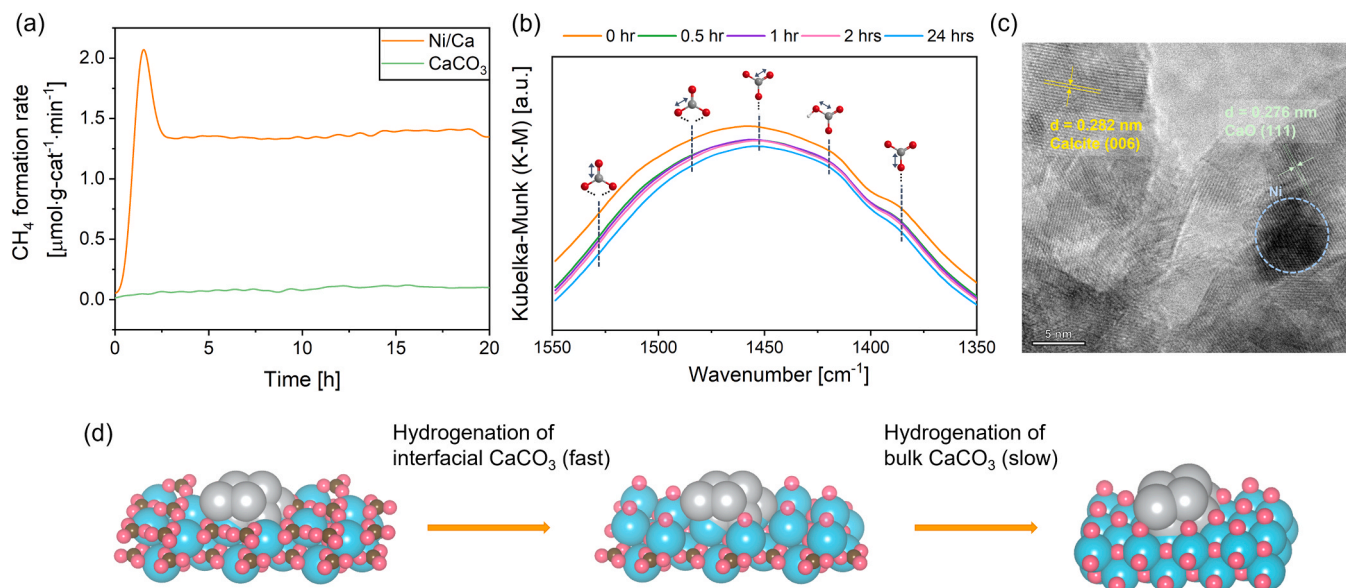 (a)
CH₄ formation rate
[μmol·g-cat⁻¹·min⁻¹]
2.0
1.5
1.0
0.5
0.0
Ni/Ca
CaCO₃
0
5
10
15
20
Time [h]
(b)
0 hr
0.5 hr
1 hr
2 hrs
24 hrs
Kubelka-Munk (K-M) [a.u.]
1550
1500
1450
1400
1350
Wavenumber [cm⁻¹]
(c)
d = 0.282 nm
Calcite (006)
d = 0.276 nm
CaO (111)
Ni
5 nm
(d)
Hydrogenation of
interfacial CaCO₃ (fast)
Hydrogenation of
bulk CaCO₃ (slow)